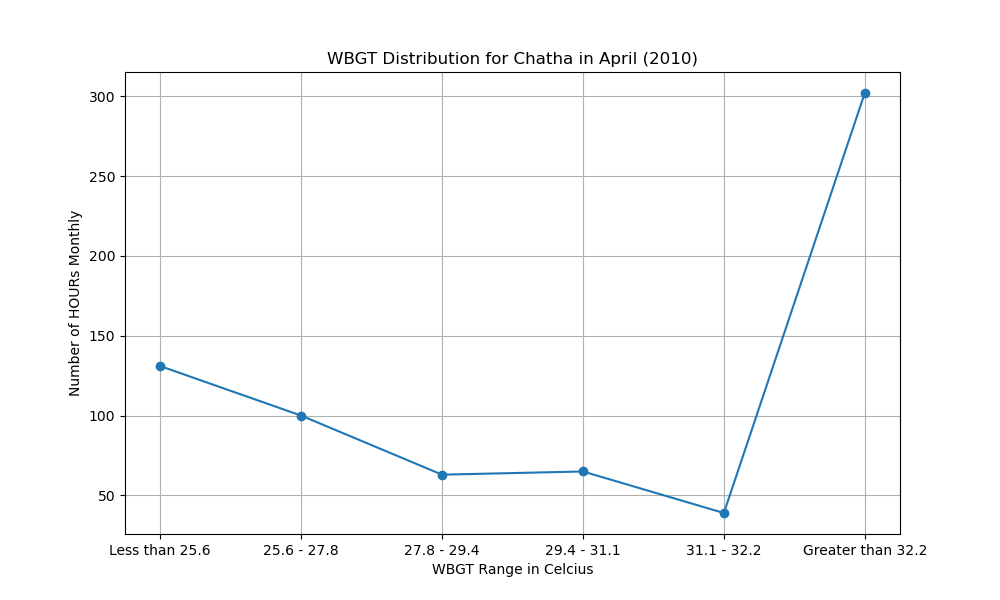 WBGT Distribution for Chatha in April (2010)
Number of HOURs Monthly
300
250
200
150
100
50
Less than 25.6
25.6 - 27.8
27.8 - 29.4
29.4 - 31.1
31.1 - 32.2
Greater than 32.2
WBGT Range in Celcius